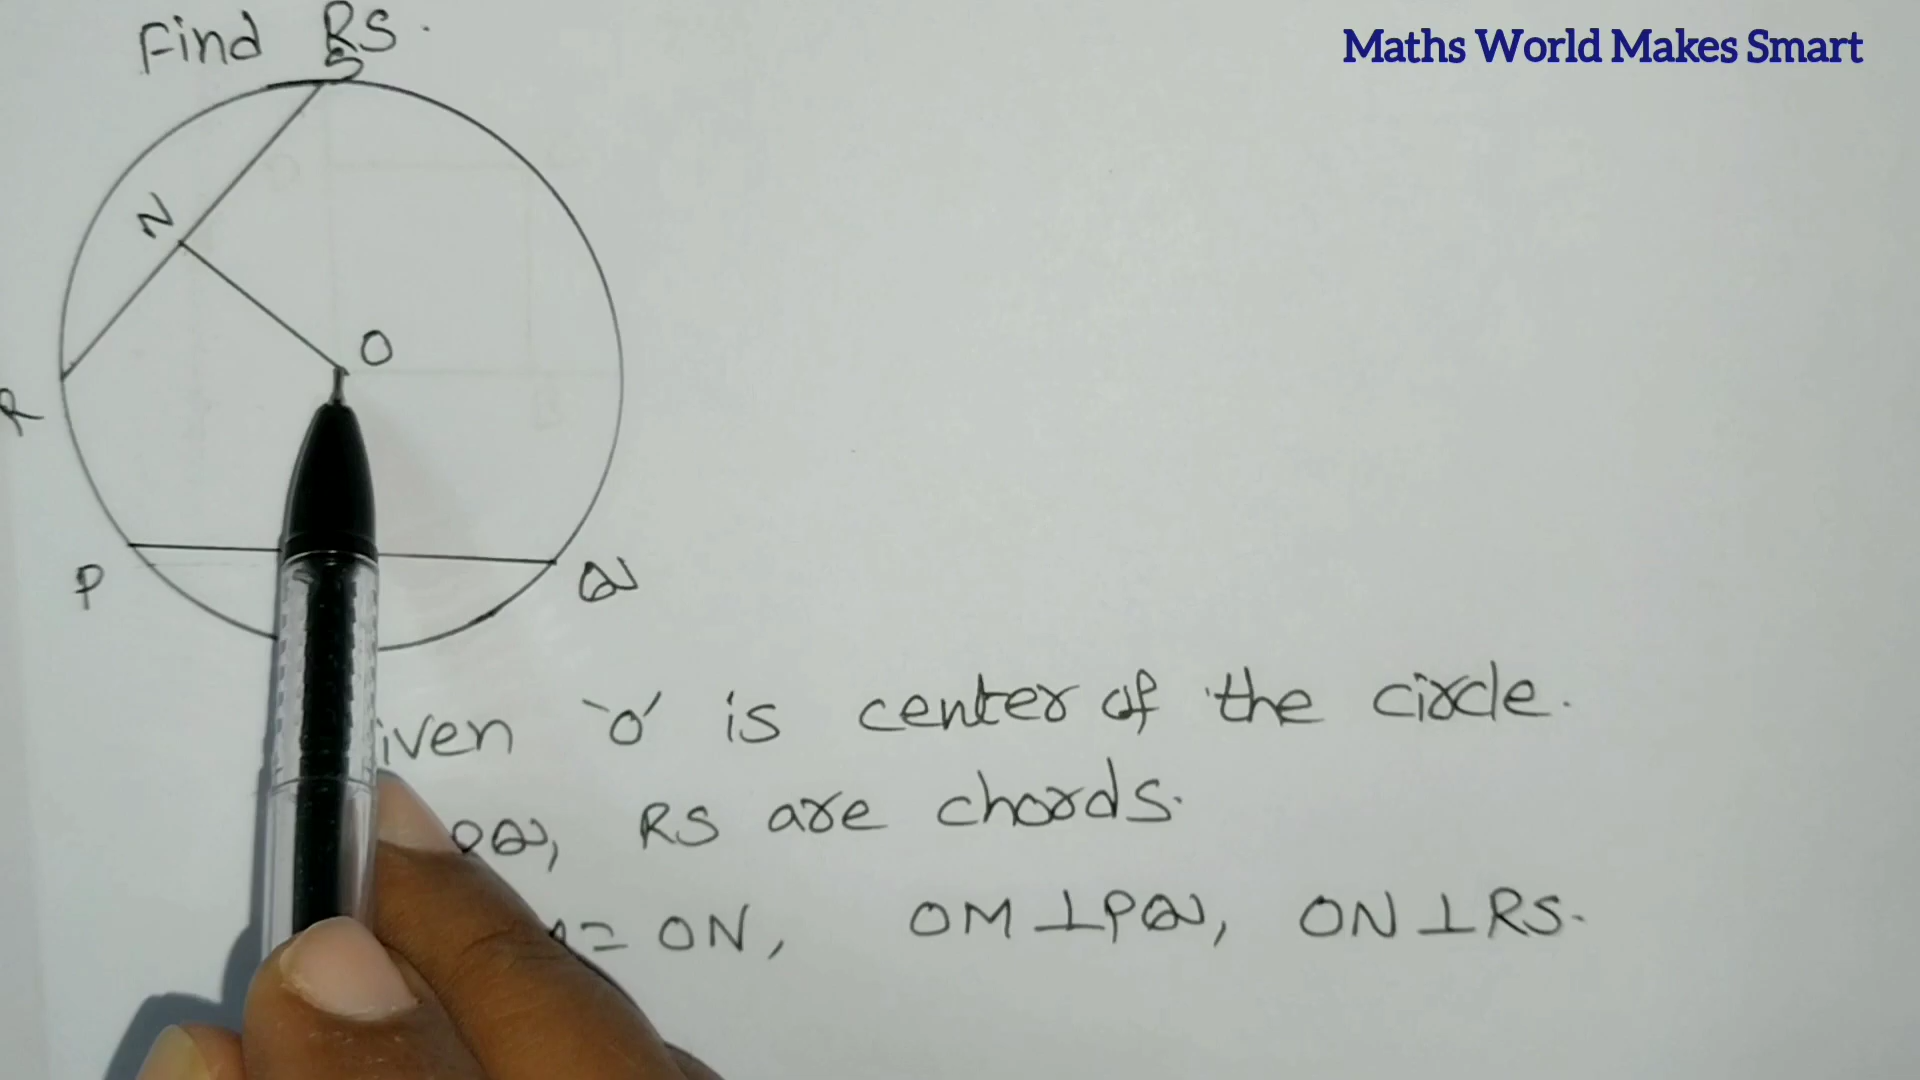 Find RS.
Maths World Makes Smart
S
N
O
R
P
Q
iven 'o' is center of the circle.
PQ, RS are chords.
= ON, OM ⊥ PQ, ON ⊥ RS.